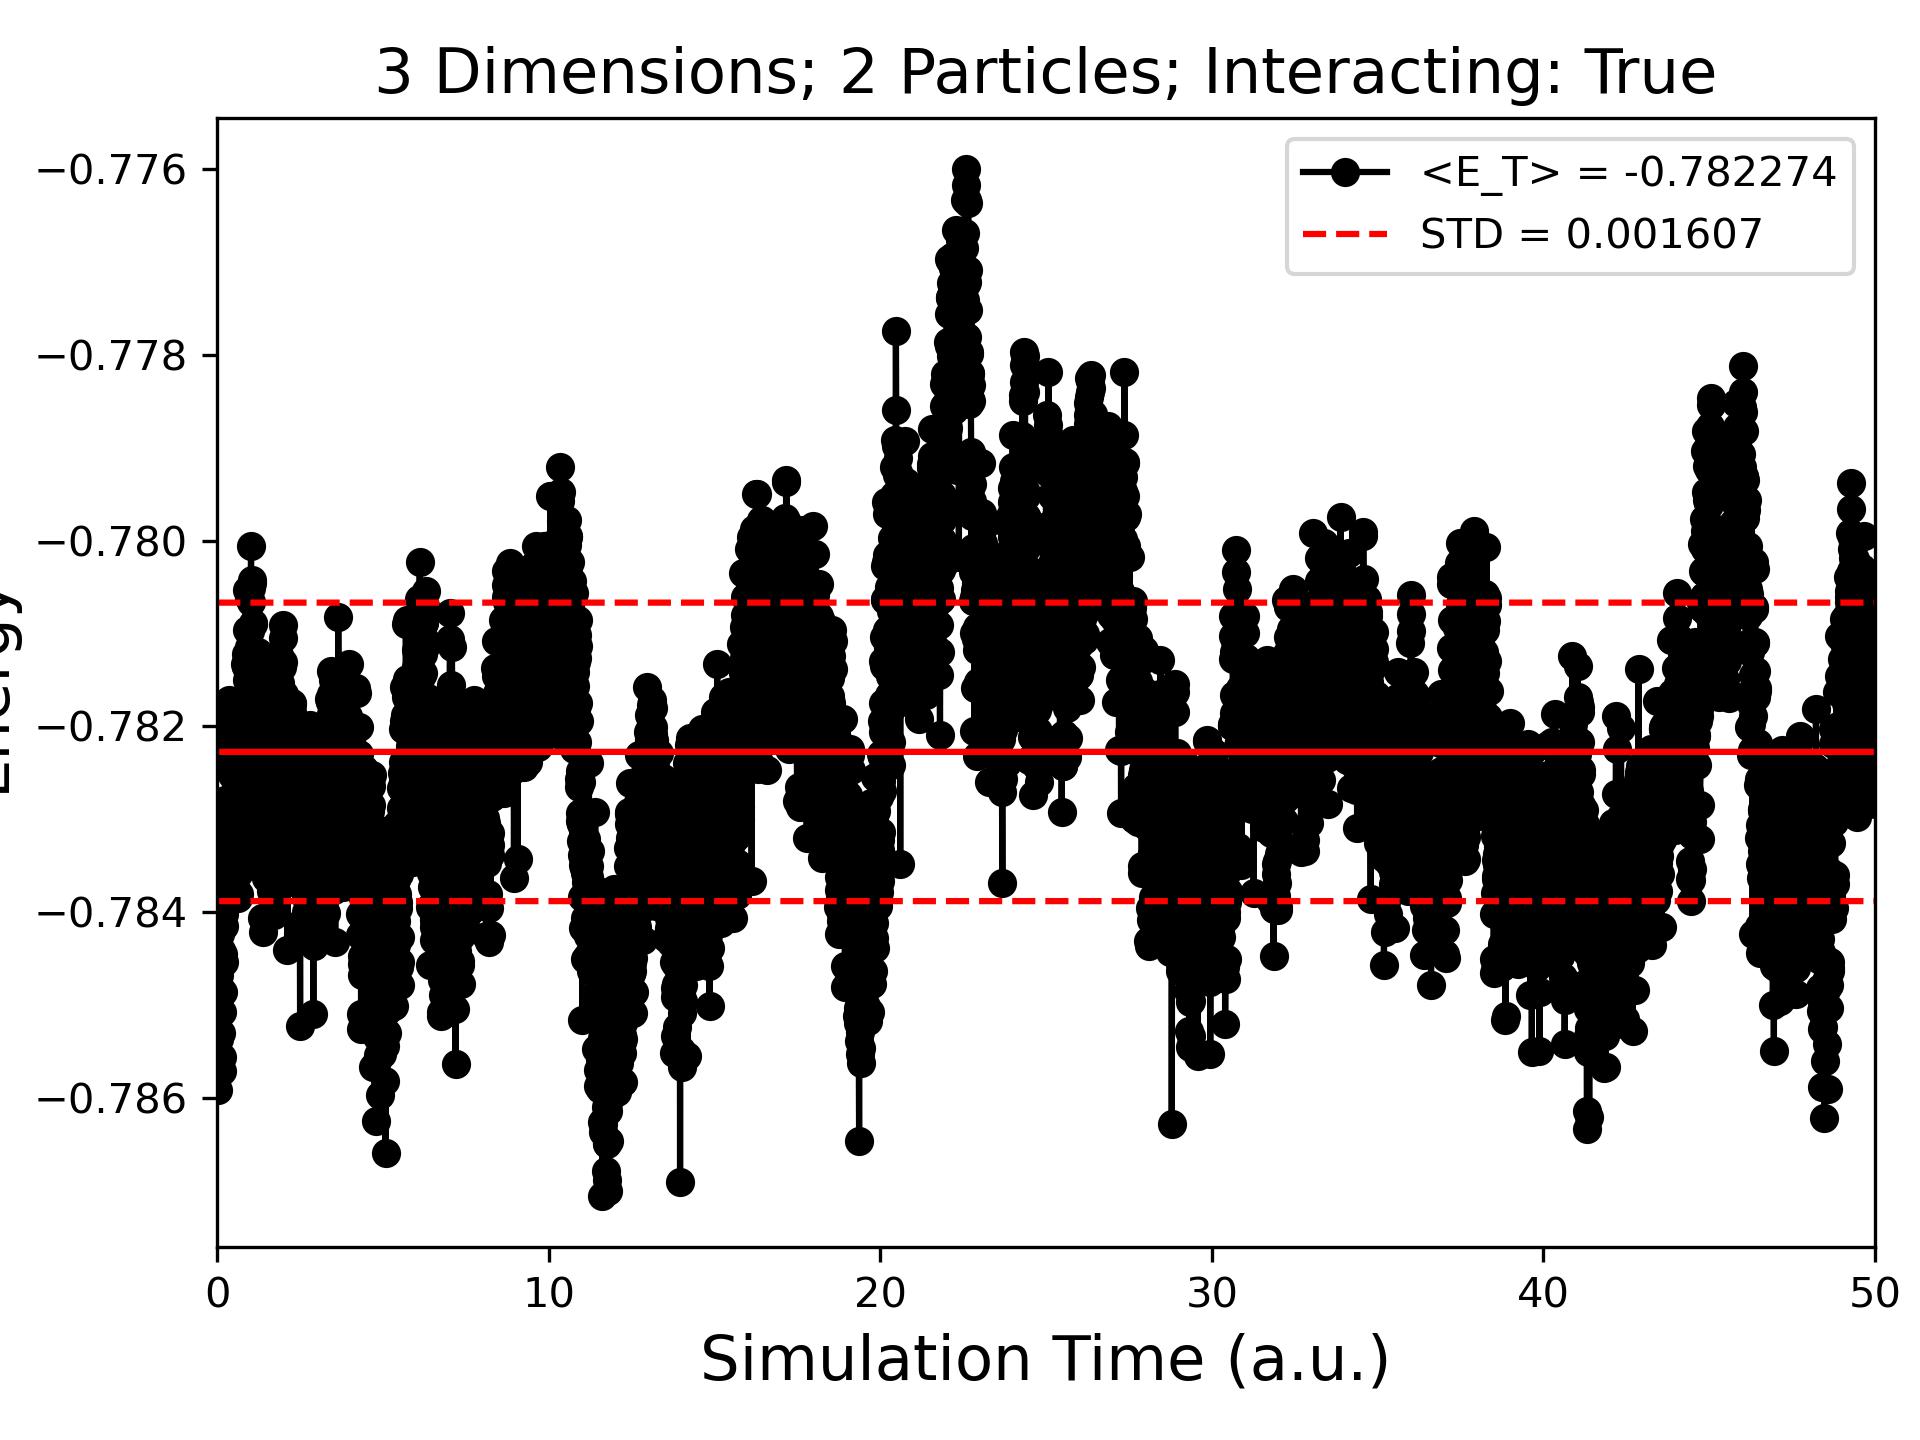 3 Dimensions; 2 Particles; Interacting: True
<E_T> = -0.782274
STD = 0.001607
−0.776
−0.778
−0.780
−0.782
−0.784
−0.786
Energy
0 10 20 30 40 50
Simulation Time (a.u.)